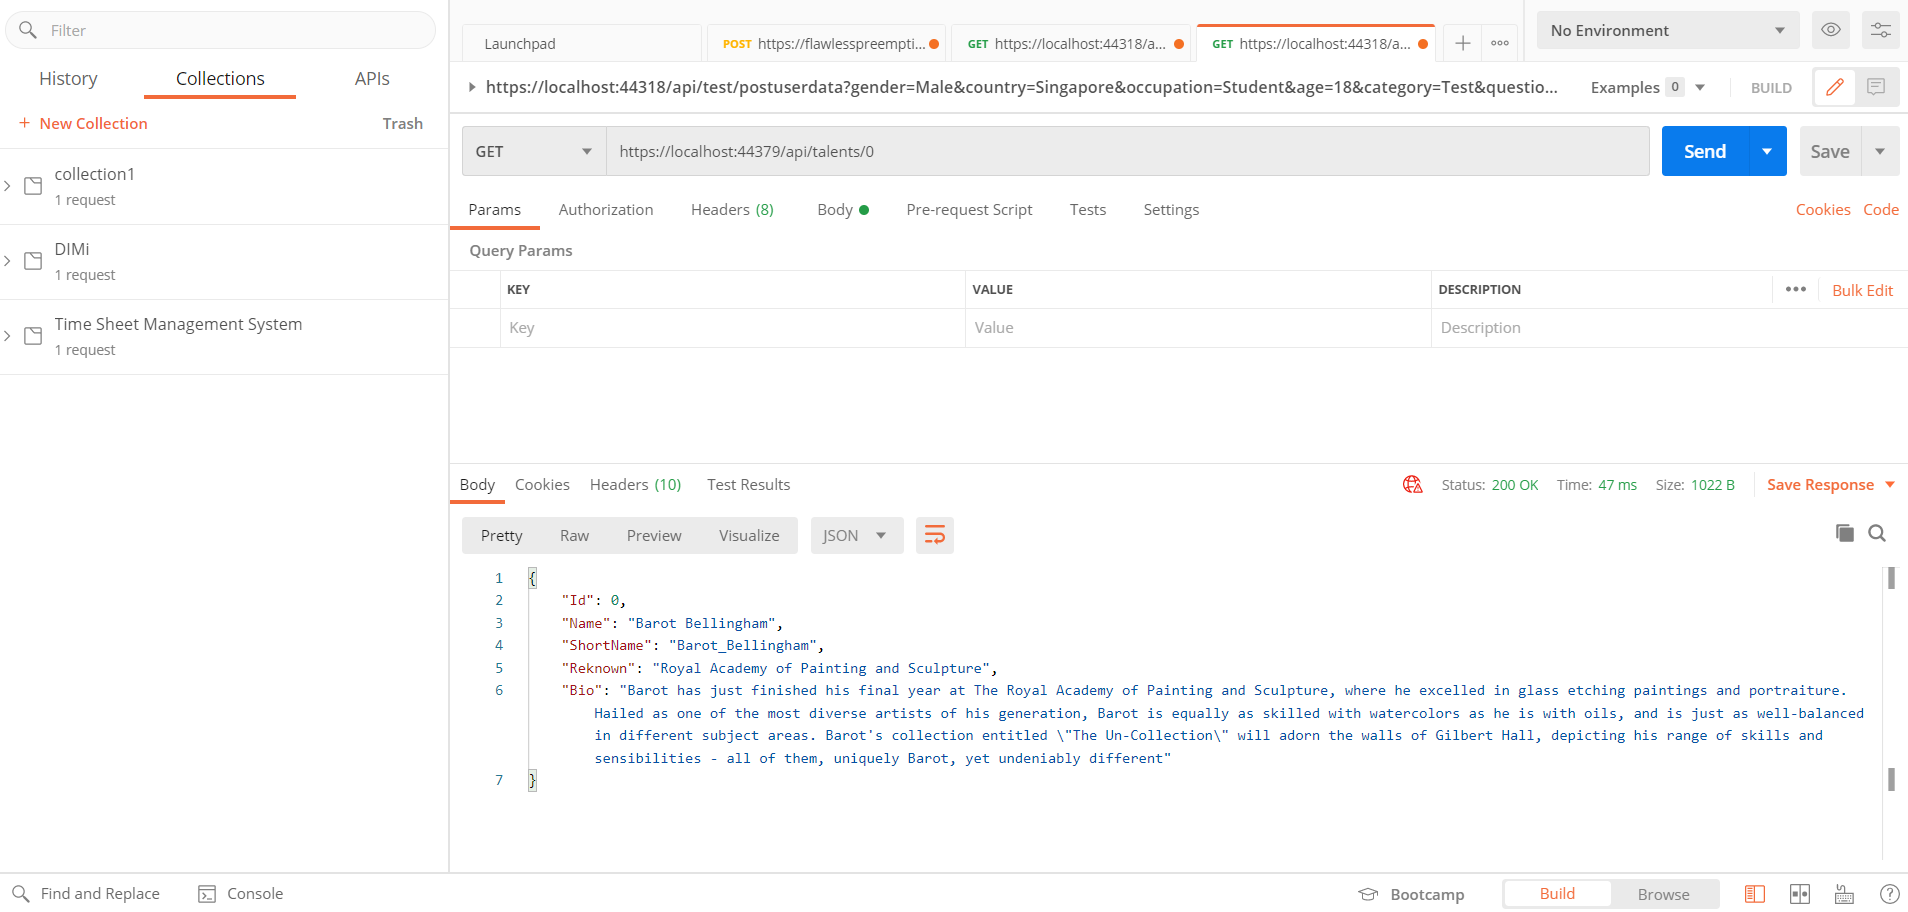 Filter
History
Collections
APIs
+ New Collection
Trash
collection1
1 request
DIMi
1 request
Time Sheet Management System
1 request
Launchpad
POST https://flawlesspreempti...
GET https://localhost:44318/a...
GET https://localhost:44318/a...
No Environment
https://localhost:44318/api/test/postuserdata?gender=Male&country=Singapore&occupation=Student&age=18&category=Test&questio...
Examples 0
BUILD
GET
https://localhost:44379/api/talents/0
Send
Save
Params
Authorization
Headers (8)
Body
Pre-request Script
Tests
Settings
Cookies
Code
Query Params
KEY
VALUE
DESCRIPTION
Bulk Edit
Key
Value
Description
Body
Cookies
Headers (10)
Test Results
Status: 200 OK
Time: 47 ms
Size: 1022 B
Save Response
Pretty
Raw
Preview
Visualize
JSON
1 {
2 "Id": 0,
3 "Name": "Barot Bellingham",
4 "ShortName": "Barot_Bellingham",
5 "Reknown": "Royal Academy of Painting and Sculpture",
6 "Bio": "Barot has just finished his final year at The Royal Academy of Painting and Sculpture, where he excelled in glass etching paintings and portraiture.
Hailed as one of the most diverse artists of his generation, Barot is equally as skilled with watercolors as he is with oils, and is just as well-balanced
in different subject areas. Barot's collection entitled \"The Un-Collection\" will adorn the walls of Gilbert Hall, depicting his range of skills and
sensibilities - all of them, uniquely Barot, yet undeniably different"
7 }
Find and Replace
Console
Bootcamp
Build
Browse